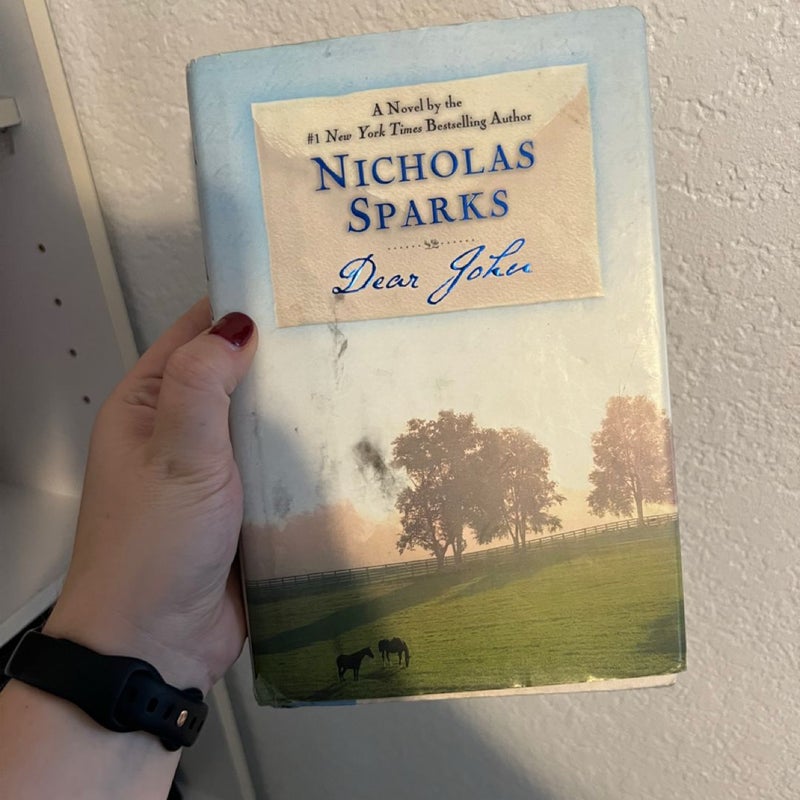 A Novel by the
#1 New York Times Bestselling Author
NICHOLAS
SPARKS
Dear John